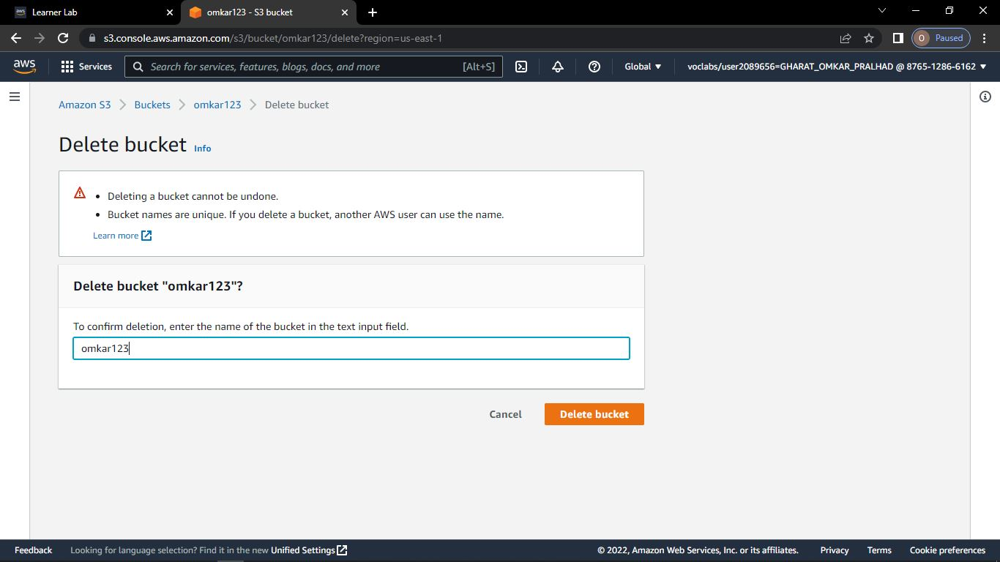 aws Learner Lab
omkar123 - S3 bucket
s3.console.aws.amazon.com/s3/bucket/omkar123/delete?region=us-east-1
O Paused
aws
Services
Search for services, features, blogs, docs, and more [Alt+S]
Global
voclabs/user2089656=GHARAT_OMKAR_PRALHAD @ 8765-1286-6162
Amazon S3 Buckets omkar123 Delete bucket
Delete bucket Info
Deleting a bucket cannot be undone.
Bucket names are unique. If you delete a bucket, another AWS user can use the name.
Learn more
Delete bucket "omkar123"?
To confirm deletion, enter the name of the bucket in the text input field.
omkar123
Cancel Delete bucket
Feedback Looking for language selection? Find it in the new Unified Settings © 2022, Amazon Web Services, Inc. or its affiliates. Privacy Terms Cookie preferences